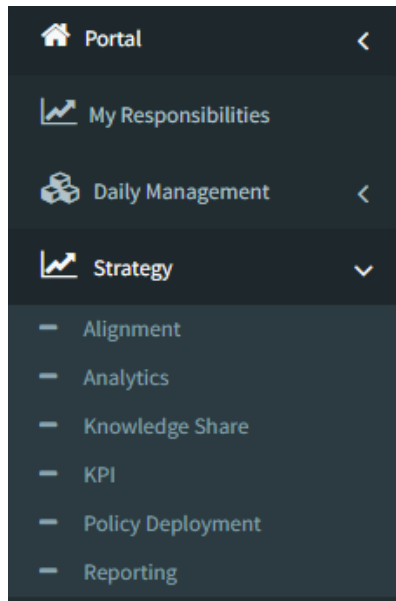 Portal
My Responsibilities
Daily Management
Strategy
Alignment
Analytics
Knowledge Share
KPI
Policy Deployment
Reporting